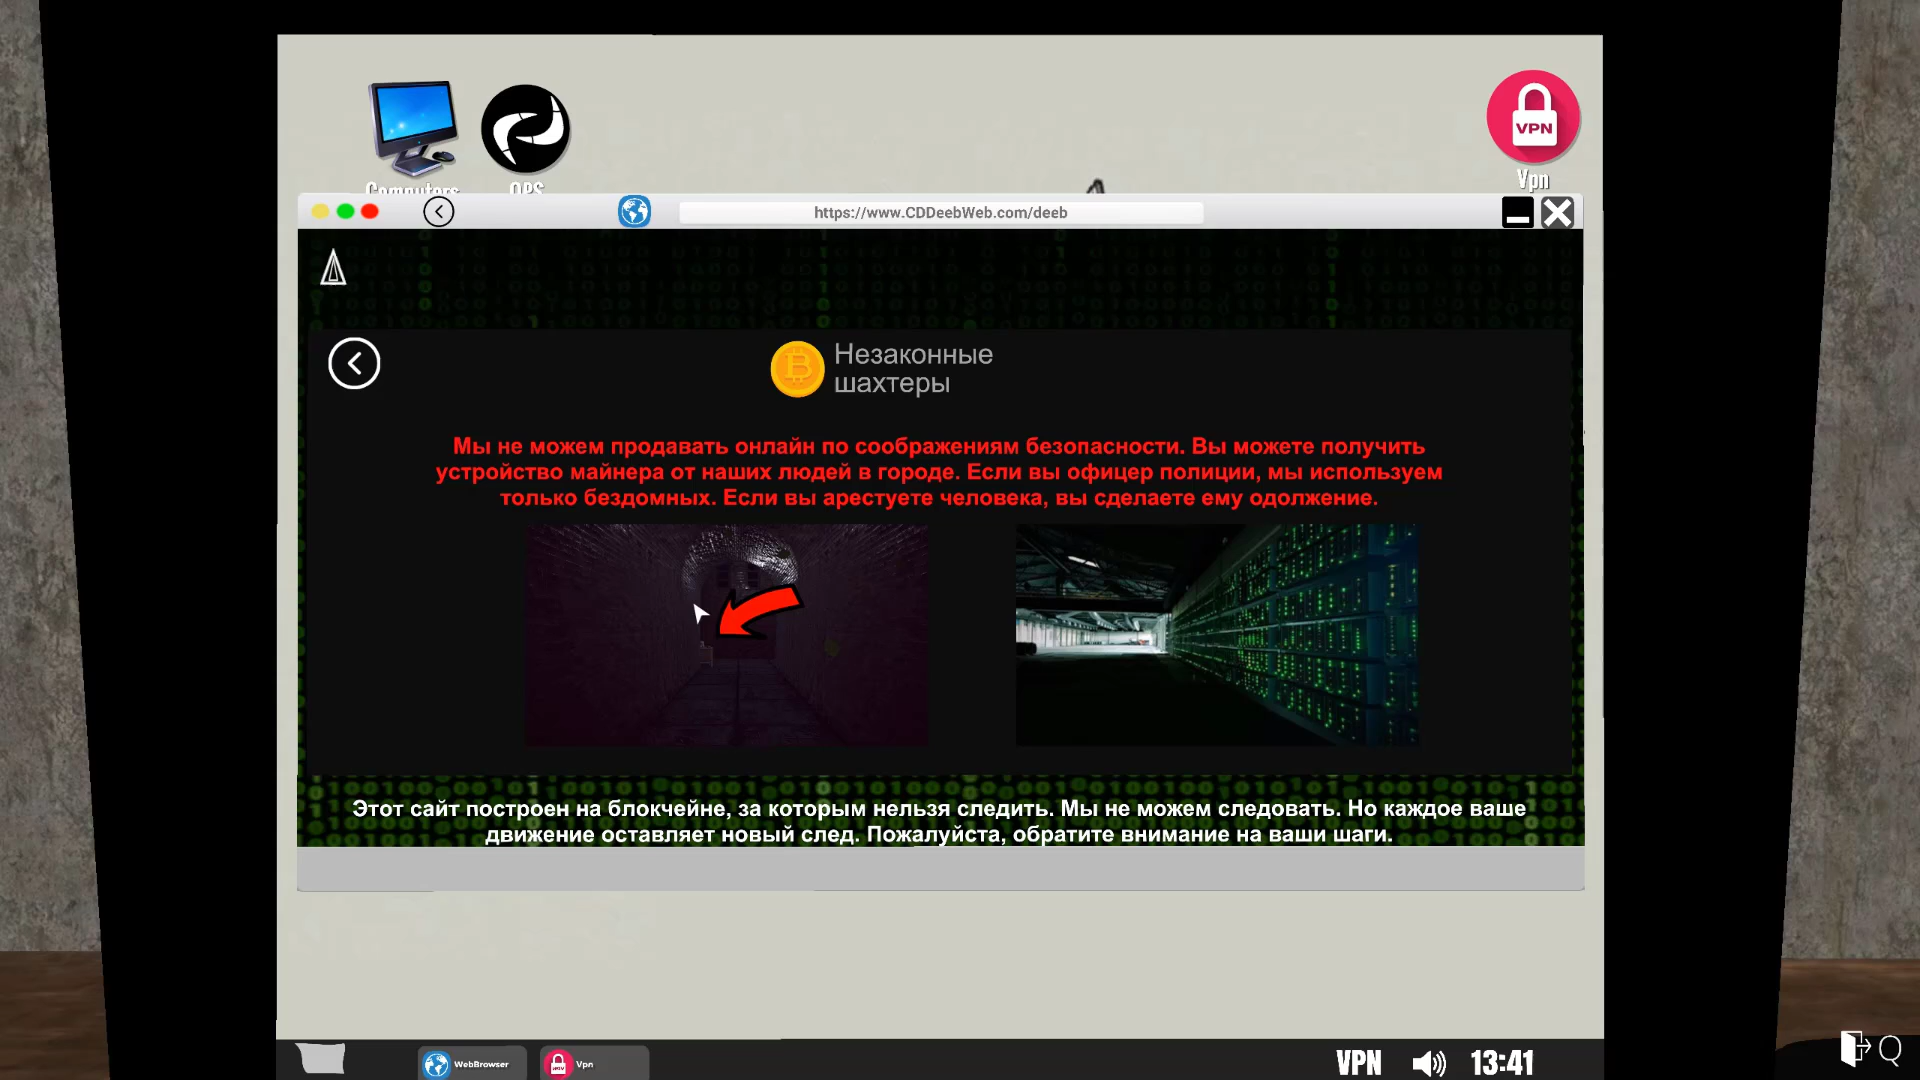 VPN
Computers
OPS
Vpn
https://www.CDDeebWeb.com/deeb
Незаконные
шахтеры
Мы не можем продавать онлайн по соображениям безопасности. Вы можете получить
устройство майнера от наших людей в городе. Если вы офицер полиции, мы используем
только бездомных. Если вы арестуете человека, вы сделаете ему одолжение.
Этот сайт построен на блокчейне, за которым нельзя следить. Мы не можем следовать. Но каждое ваше
движение оставляет новый след. Пожалуйста, обратите внимание на ваши шаги.
WebBrowser
Vpn
VPN
13:41
Q